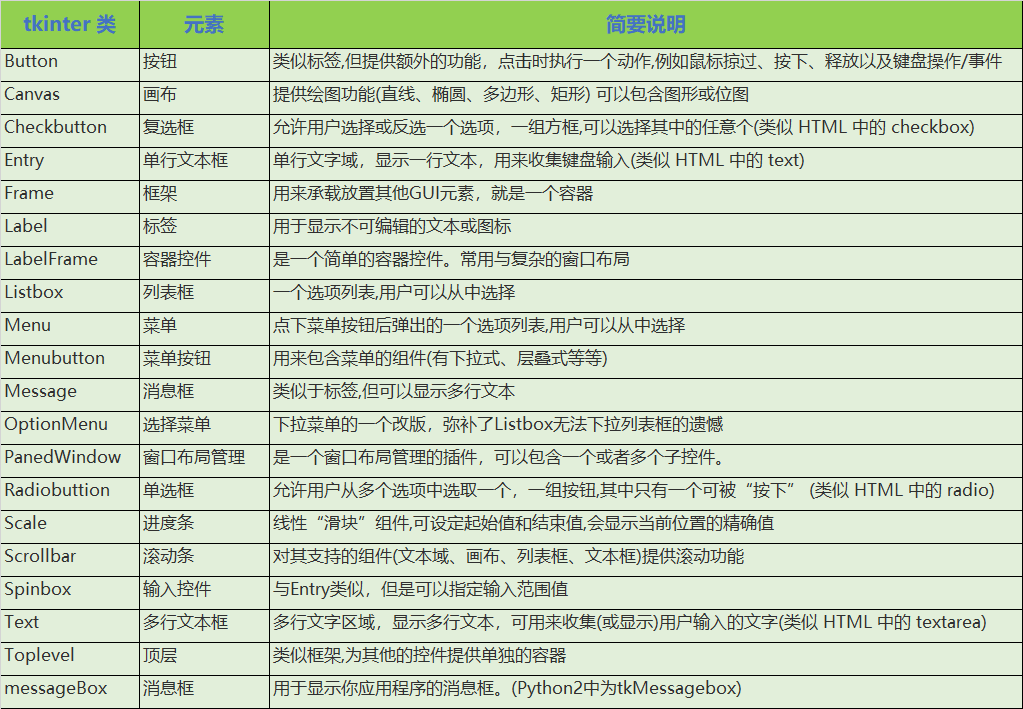 tkinter 类 元素 简要说明
Button 按钮 类似标签,但提供额外的功能，点击时执行一个动作,例如鼠标掠过、按下、释放以及键盘操作/事件
Canvas 画布 提供绘图功能(直线、椭圆、多边形、矩形) 可以包含图形或位图
Checkbutton 复选框 允许用户选择或反选一个选项，一组方框,可以选择其中的任意个(类似 HTML 中的 checkbox)
Entry 单行文本框 单行文字域，显示一行文本，用来收集键盘输入(类似 HTML 中的 text)
Frame 框架 用来承载放置其他GUI元素，就是一个容器
Label 标签 用于显示不可编辑的文本或图标
LabelFrame 容器控件 是一个简单的容器控件。常用与复杂的窗口布局
Listbox 列表框 一个选项列表,用户可以从中选择
Menu 菜单 点下菜单按钮后弹出的一个选项列表,用户可以从中选择
Menubutton 菜单按钮 用来包含菜单的组件(有下拉式、层叠式等等)
Message 消息框 类似于标签,但可以显示多行文本
OptionMenu 选择菜单 下拉菜单的一个改版，弥补了Listbox无法下拉列表框的遗憾
PanedWindow 窗口布局管理 是一个窗口布局管理的插件，可以包含一个或者多个子控件。
Radiobuttion 单选框 允许用户从多个选项中选取一个，一组按钮,其中只有一个可被“按下” (类似 HTML 中的 radio)
Scale 进度条 线性“滑块”组件,可设定起始值和结束值,会显示当前位置的精确值
Scrollbar 滚动条 对其支持的组件(文本域、画布、列表框、文本框)提供滚动功能
Spinbox 输入控件 与Entry类似，但是可以指定输入范围值
Text 多行文本框 多行文字区域，显示多行文本，可用来收集(或显示)用户输入的文字(类似 HTML 中的 textarea)
Toplevel 顶层 类似框架,为其他的控件提供单独的容器
messageBox 消息框 用于显示你应用程序的消息框。(Python2中为tkMessagebox)